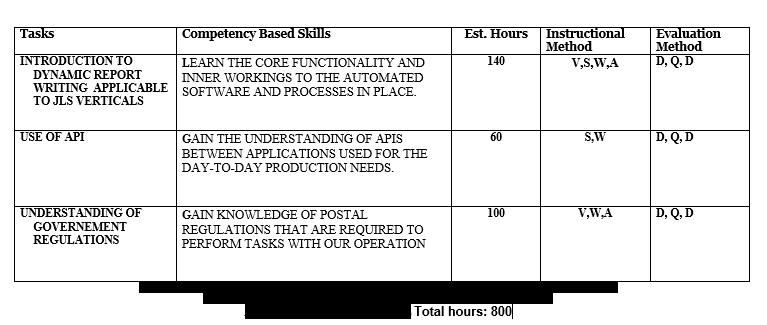 Tasks
Competency Based Skills
Est. Hours
Instructional
Method
Evaluation
Method
INTRODUCTION TO
DYNAMIC REPORT
WRITING APPLICABLE
TO JLS VERTICALS
LEARN THE CORE FUNCTIONALITY AND
INNER WORKINGS TO THE AUTOMATED
SOFTWARE AND PROCESSES IN PLACE.
140
V,S,W,A
D, Q, D
USE OF API
GAIN THE UNDERSTANDING OF APIS
BETWEEN APPLICATIONS USED FOR THE
DAY-TO-DAY PRODUCTION NEEDS.
60
S,W
D, Q, D
UNDERSTANDING OF
GOVERNEMENT
REGULATIONS
GAIN KNOWLEDGE OF POSTAL
REGULATIONS THAT ARE REQUIRED TO
PERFORM TASKS WITH OUR OPERATION
100
V,W,A
D, Q, D
Total hours: 800